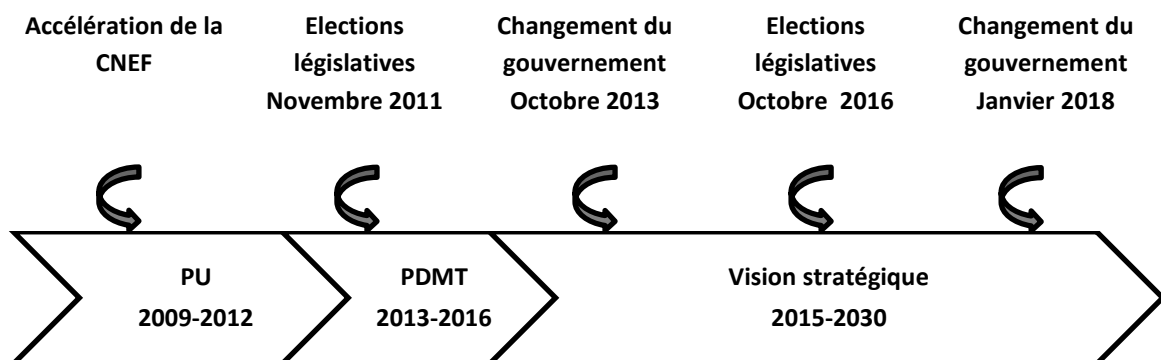 Accélération de la
CNEF
Elections
législatives
Novembre 2011
Changement du
gouvernement
Octobre 2013
Elections
législatives
Octobre 2016
Changement du
gouvernement
Janvier 2018
PU
2009-2012
PDMT
2013-2016
Vision stratégique
2015-2030